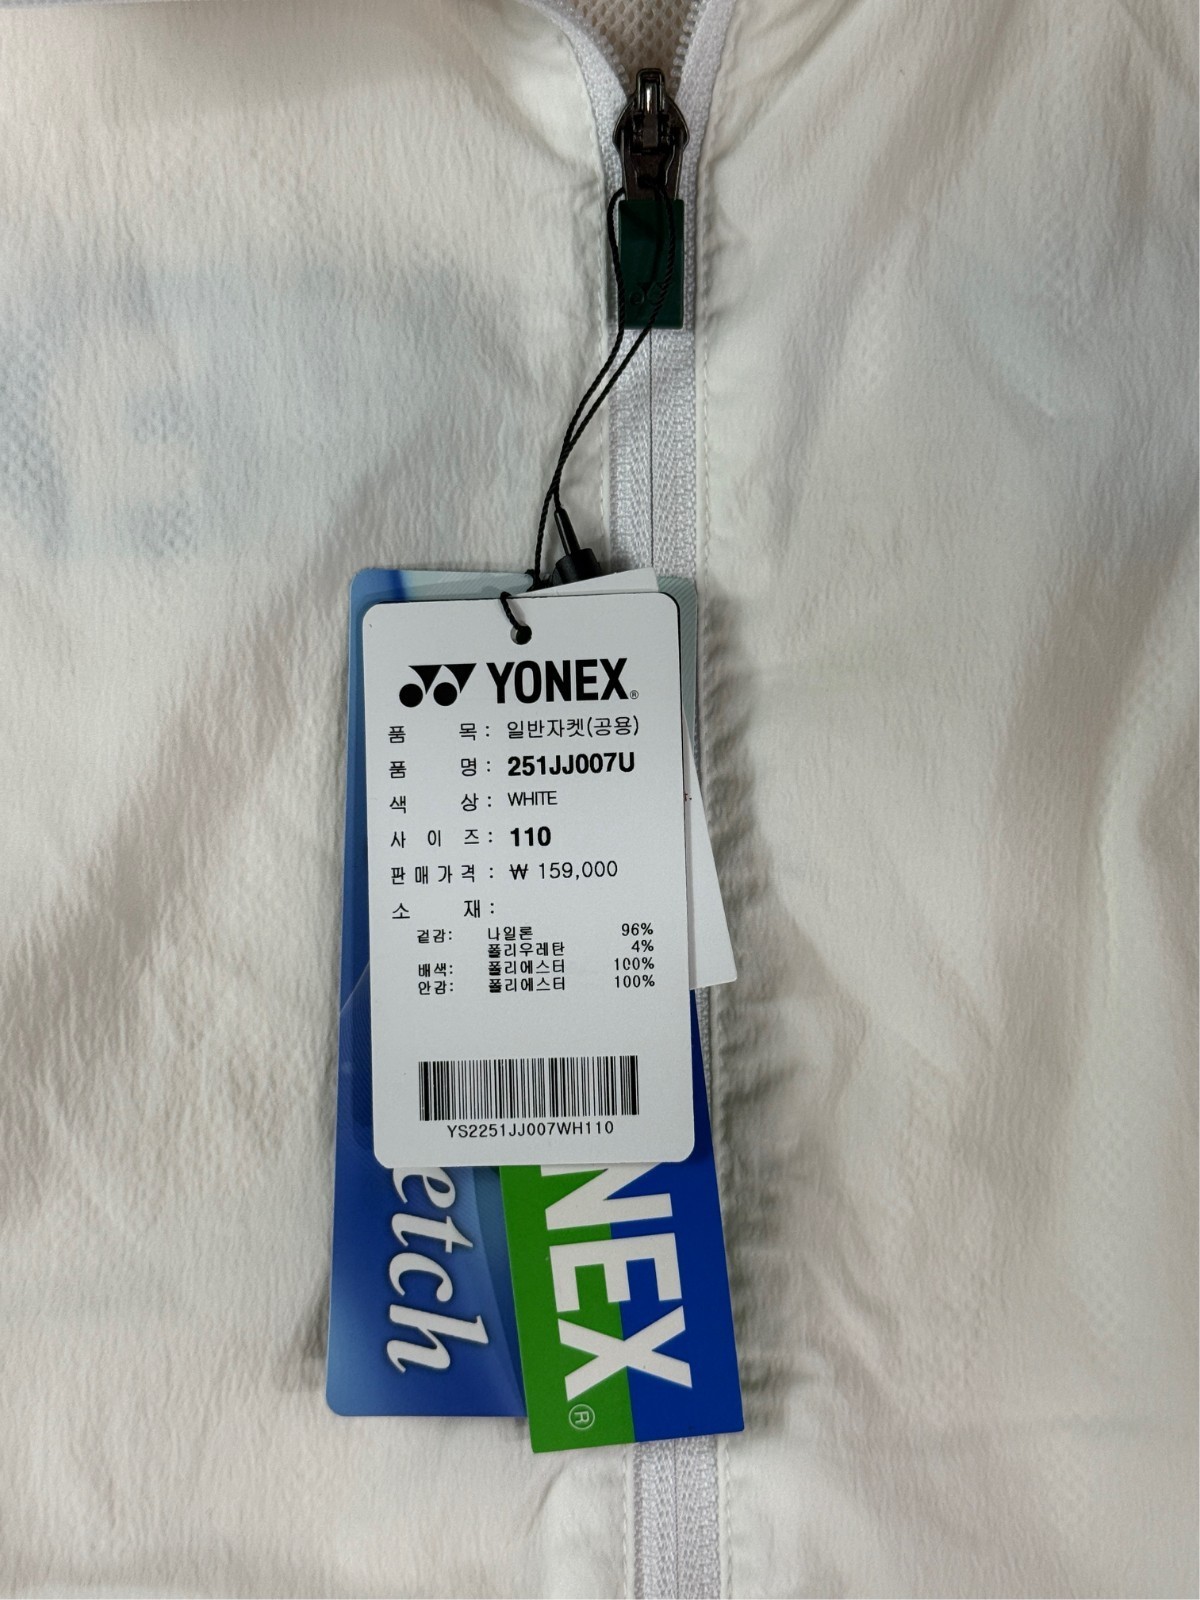 YONEX®
품 목 : 일반자켓(공용)
품 명 : 251JJ007U
색 상 : WHITE
사 이 즈 : 110
판매가격 : ₩ 159,000
소 재 :
겉감: 나일론 96%
폴리우레탄 4%
배색: 폴리에스터 100%
안감: 폴리에스터 100%
YS2251JJ007WH110
etch
NEX®